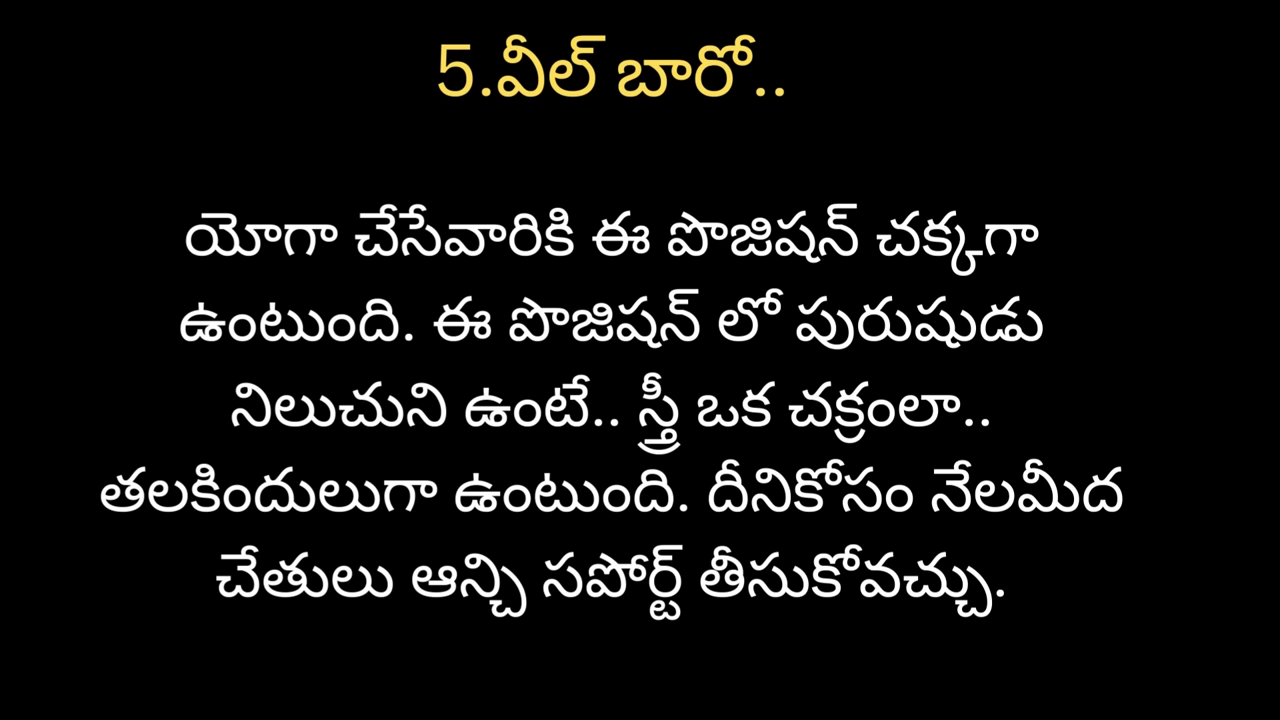 5.వీల్ బారో..
యోగా చేసేవారికి ఈ పొజిషన్ చక్కగా
ఉంటుంది. ఈ పొజిషన్ లో పురుషుడు
నిలుచుని ఉంటే.. స్త్రీ ఒక చక్రంలా..
తలకిందులుగా ఉంటుంది. దీనికోసం నేలమీద
చేతులు ఆన్చి సపోర్ట్ తీసుకోవచ్చు.